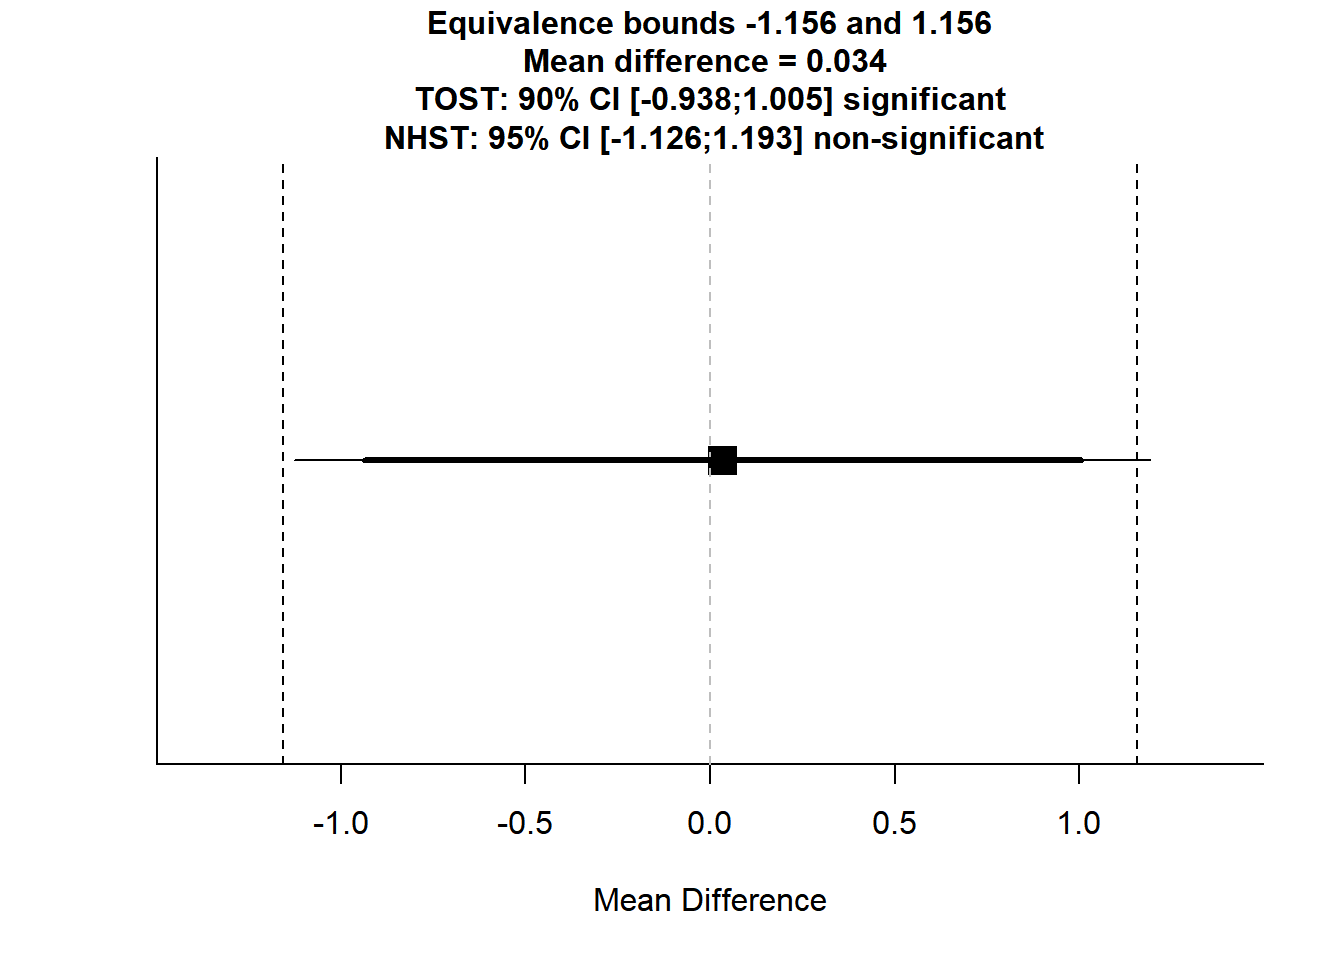 Equivalence bounds -1.156 and 1.156
Mean difference = 0.034
TOST: 90% CI [-0.938;1.005] significant
NHST: 95% CI [-1.126;1.193] non-significant
-1.0 -0.5 0.0 0.5 1.0
Mean Difference